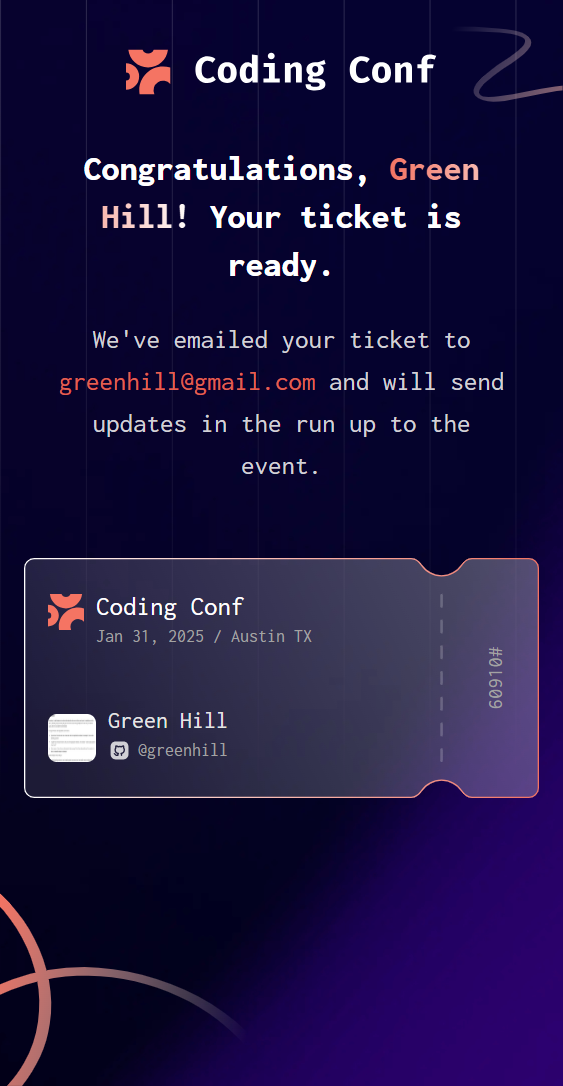 Coding Conf
Congratulations, Green
Hill! Your ticket is
ready.
We've emailed your ticket to
greenhill@gmail.com and will send
updates in the run up to the
event.
Coding Conf
Jan 31, 2025 / Austin TX
#01609
Green Hill
@greenhill